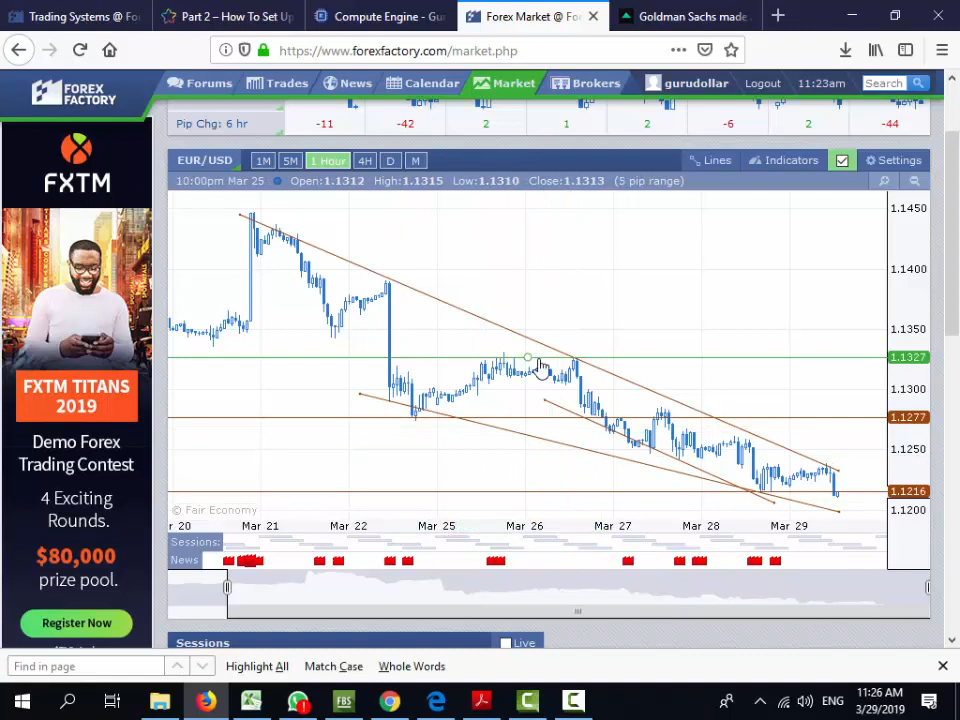 Trading Systems @ Fo
Part 2 – How To Set Up
Compute Engine - Gu
Forex Market @ For
Goldman Sachs made
https://www.forexfactory.com/market.php
FOREX
FACTORY
Forums
Trades
News
Calendar
Market
Brokers
gurudollar
Logout
11:23am
Search
Pip Chg: 6 hr
-11
-42
2
1
2
-6
2
-44
EUR/USD
1M
5M
1 Hour
4H
D
M
Lines
Indicators
Settings
10:00pm Mar 25
Open:1.1312
High:1.1315
Low:1.1310
Close:1.1313
(5 pip range)
1.1450
1.1400
1.1350
1.1327
1.1300
1.1277
1.1250
1.1216
1.1200
© Fair Economy
r 20
Mar 21
Mar 22
Mar 25
Mar 26
Mar 27
Mar 28
Mar 29
Sessions:
News
Sessions
Live
FXTM
FXTM TITANS
2019
Demo Forex
Trading Contest
4 Exciting
Rounds.
$80,000
prize pool.
Register Now
Find in page
Highlight All
Match Case
Whole Words
FBS
ENG
11:26 AM
3/29/2019